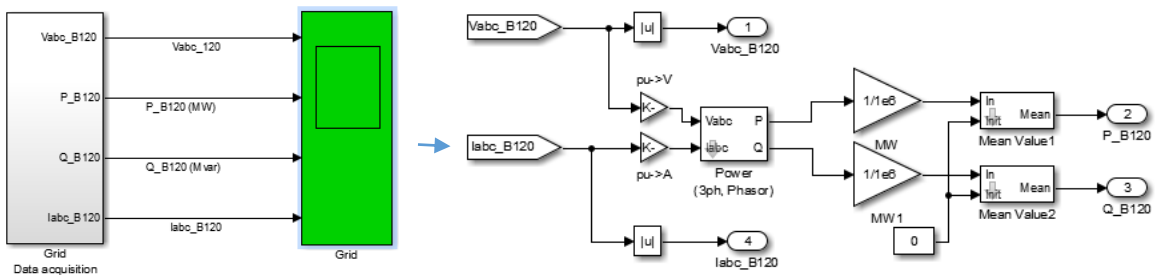 Vabc_B120
P_B120
Q_B120
Iabc_B120
Grid
Data acquisition
Vabc_120
P_B120 (MW)
Q_B120 (Mvar)
Iabc_B120
Grid
Vabc_B120
|u|
1
Vabc_B120
pu->V
K-
Iabc_B120
K-
pu->A
Vabc
P
Iabc
Q
Power
(3ph, Phasor)
1/1e6
MW
1/1e6
MW1
In
Init
Mean
Mean Value1
2
P_B120
In
Init
Mean
Mean Value2
3
Q_B120
0
|u|
4
Iabc_B120